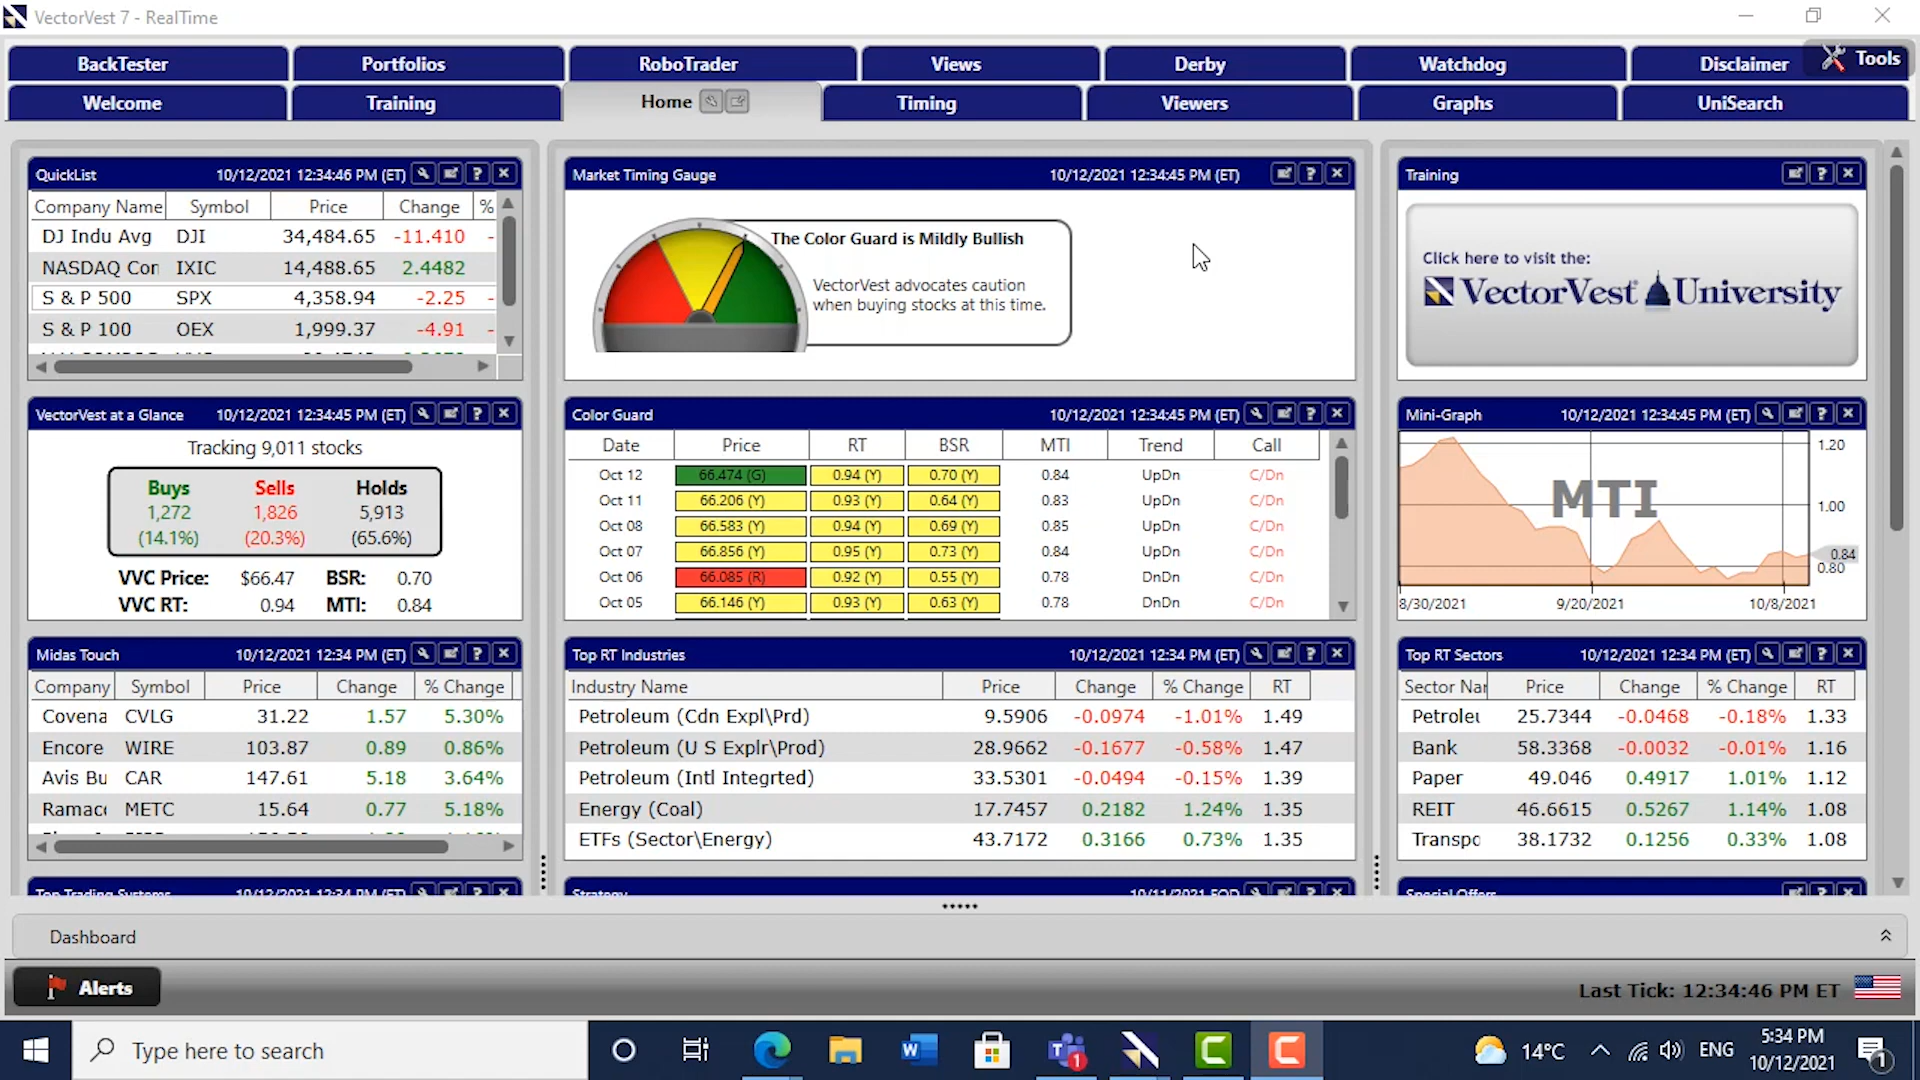 VectorVest 7 - RealTime
BackTester Portfolios RoboTrader Views Derby Watchdog Disclaimer Tools
Welcome Training Home Timing Viewers Graphs UniSearch
QuickList 10/12/2021 12:34:46 PM (ET)
Company Name Symbol Price Change %
DJ Indu Avg DJI 34,484.65 -11.410 -
NASDAQ Cor IXIC 14,488.65 2.4482
S & P 500 SPX 4,358.94 -2.25 -
S & P 100 OEX 1,999.37 -4.91 -
Market Timing Gauge 10/12/2021 12:34:45 PM (ET)
The Color Guard is Mildly Bullish
VectorVest advocates caution
when buying stocks at this time.
Training
Click here to visit the:
VectorVest University
VectorVest at a Glance 10/12/2021 12:34:45 PM (ET)
Tracking 9,011 stocks
Buys Sells Holds
1,272 1,826 5,913
(14.1%) (20.3%) (65.6%)
VVC Price: $66.47 BSR: 0.70
VVC RT: 0.94 MTI: 0.84
Color Guard 10/12/2021 12:34:45 PM (ET)
Date Price RT BSR MTI Trend Call
Oct 12 66.474 (G) 0.94 (Y) 0.70 (Y) 0.84 UpDn C/Dn
Oct 11 66.206 (Y) 0.93 (Y) 0.64 (Y) 0.83 UpDn C/Dn
Oct 08 66.583 (Y) 0.94 (Y) 0.69 (Y) 0.85 UpDn C/Dn
Oct 07 66.856 (Y) 0.95 (Y) 0.73 (Y) 0.84 UpDn C/Dn
Oct 06 66.085 (R) 0.92 (Y) 0.55 (Y) 0.78 DnDn C/Dn
Oct 05 66.146 (Y) 0.93 (Y) 0.63 (Y) 0.78 DnDn C/Dn
Mini-Graph 10/12/2021 12:34:45 PM (ET)
1.20
MTI
1.00
0.84
0.80
8/30/2021 9/20/2021 10/8/2021
Midas Touch 10/12/2021 12:34 PM (ET)
Company Symbol Price Change % Change
Covena CVLG 31.22 1.57 5.30%
Encore WIRE 103.87 0.89 0.86%
Avis Bu CAR 147.61 5.18 3.64%
Ramaco METC 15.64 0.77 5.18%
Top RT Industries 10/12/2021 12:34 PM (ET)
Industry Name Price Change % Change RT
Petroleum (Cdn Expl\Prd) 9.5906 -0.0974 -1.01% 1.49
Petroleum (U S Explr\Prod) 28.9662 -0.1677 -0.58% 1.47
Petroleum (Intl Integrted) 33.5301 -0.0494 -0.15% 1.39
Energy (Coal) 17.7457 0.2182 1.24% 1.35
ETFs (Sector\Energy) 43.7172 0.3166 0.73% 1.35
Top RT Sectors 10/12/2021 12:34 PM (ET)
Sector Nar Price Change % Change RT
Petroleu 25.7344 -0.0468 -0.18% 1.33
Bank 58.3368 -0.0032 -0.01% 1.16
Paper 49.046 0.4917 1.01% 1.12
REIT 46.6615 0.5267 1.14% 1.08
Transpo 38.1732 0.1256 0.33% 1.08
Top Trading Systems 10/12/2021 12:34 PM (ET)
Strategy 10/11/2021 EOD
Special Offers
Dashboard
Alerts
Last Tick: 12:34:46 PM ET
Type here to search
14°C ENG
5:34 PM
10/12/2021